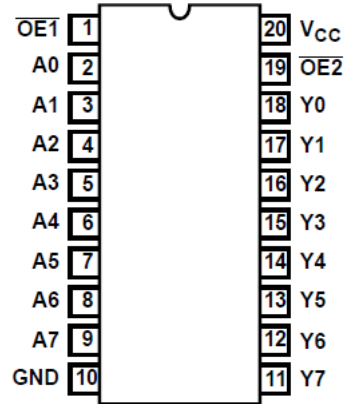 O̅E̅1̅ 1 20 VCC
A0 2 19 O̅E̅2̅
A1 3 18 Y0
A2 4 17 Y1
A3 5 16 Y2
A4 6 15 Y3
A5 7 14 Y4
A6 8 13 Y5
A7 9 12 Y6
GND 10 11 Y7